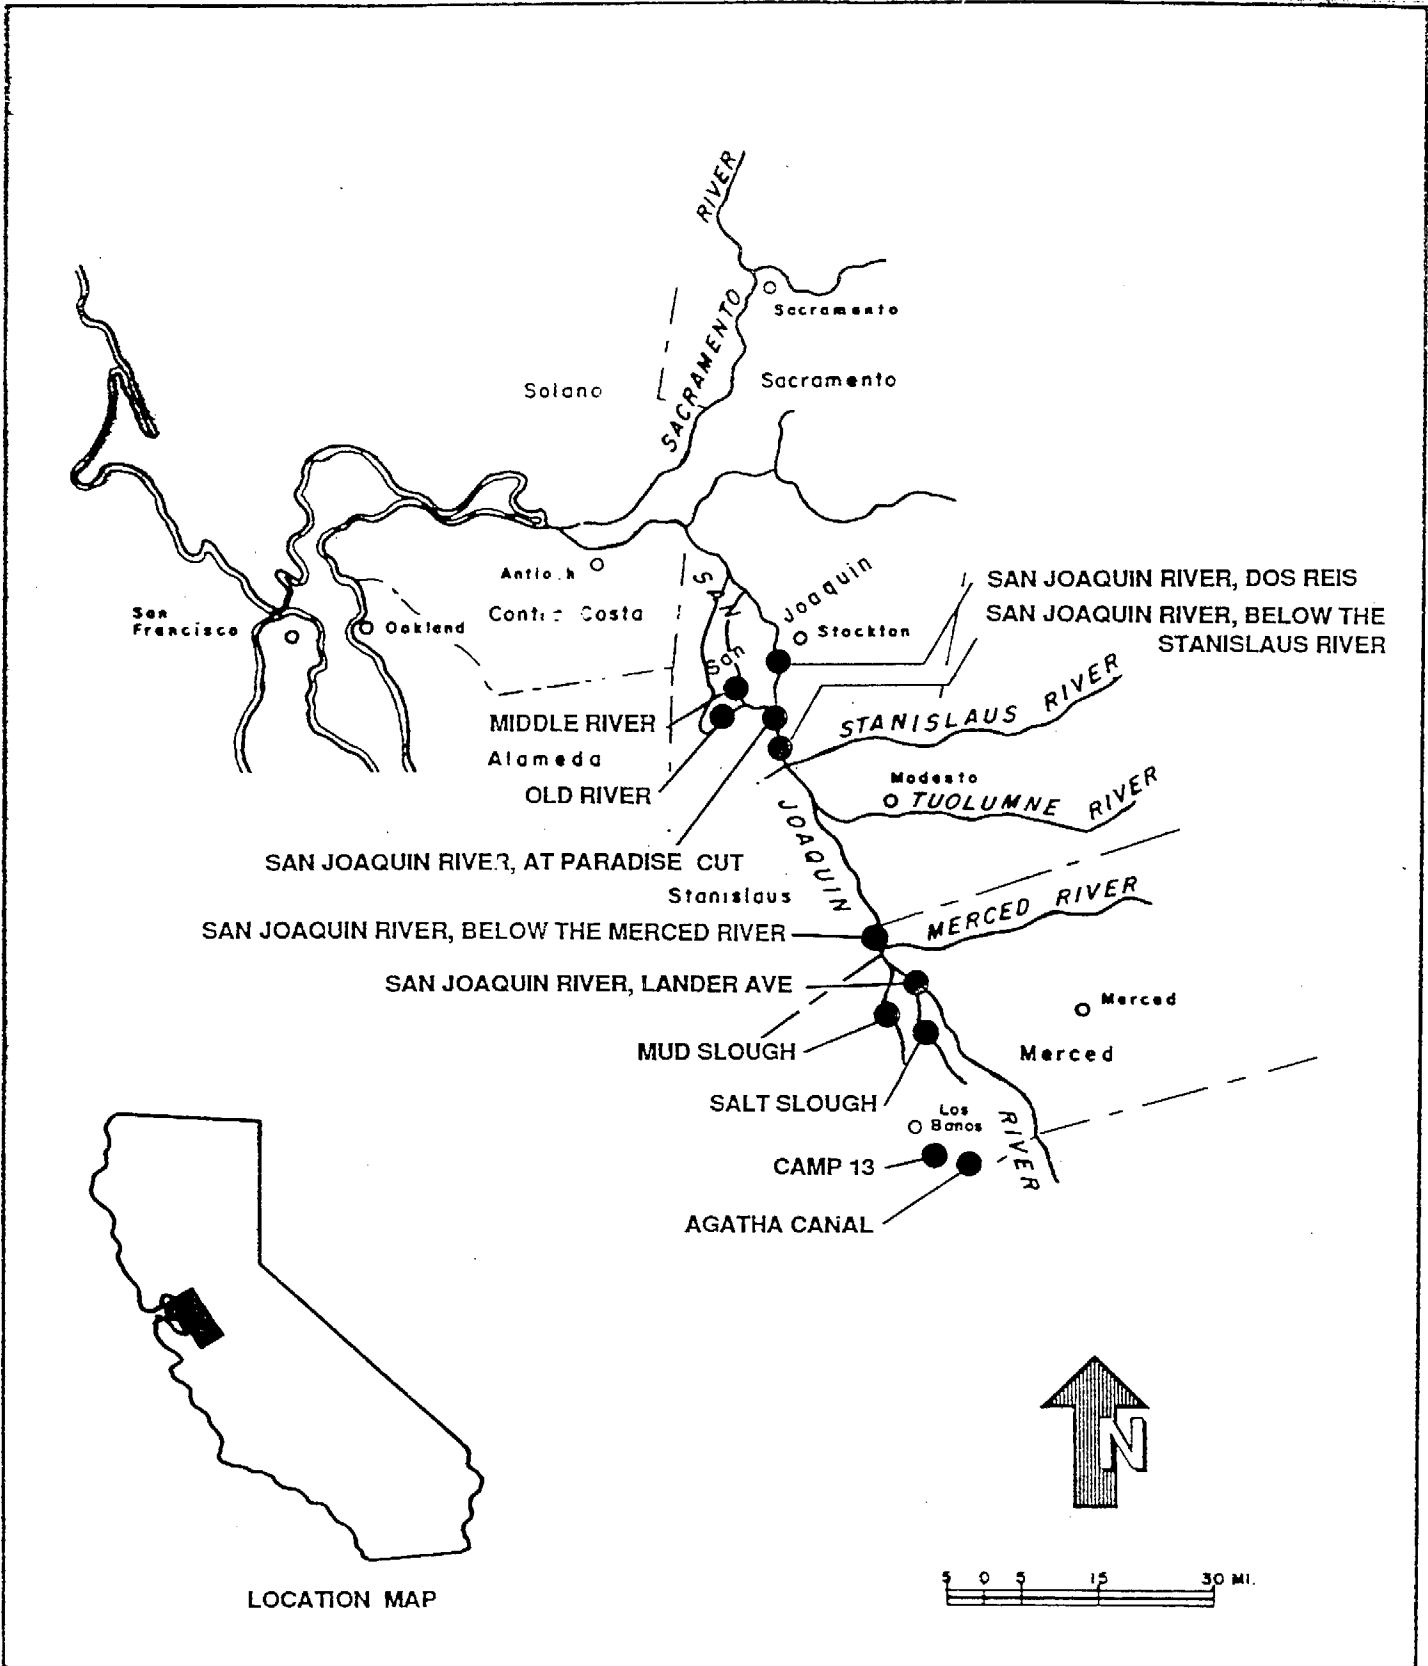 RIVER
SACRAMENTO
Sacramento
Solano
Sacramento
Contra Costa
San
Francisco
Oakland
SAN
Joaquin
San
Stockton
SAN JOAQUIN RIVER, DOS REIS
SAN JOAQUIN RIVER, BELOW THE
STANISLAUS RIVER
MIDDLE RIVER
STANISLAUS RIVER
Alameda
OLD RIVER
Modesto
TUOLUMNE RIVER
JOAQUIN
SAN JOAQUIN RIVER, AT PARADISE CUT
Stanislaus
SAN JOAQUIN RIVER, BELOW THE MERCED RIVER
MERCED RIVER
SAN JOAQUIN RIVER, LANDER AVE
Merced
MUD SLOUGH
Merced
SALT SLOUGH
Los
Banos
RIVER
CAMP 13
AGATHA CANAL
N
LOCATION MAP
5 0 5 15 30 MI.